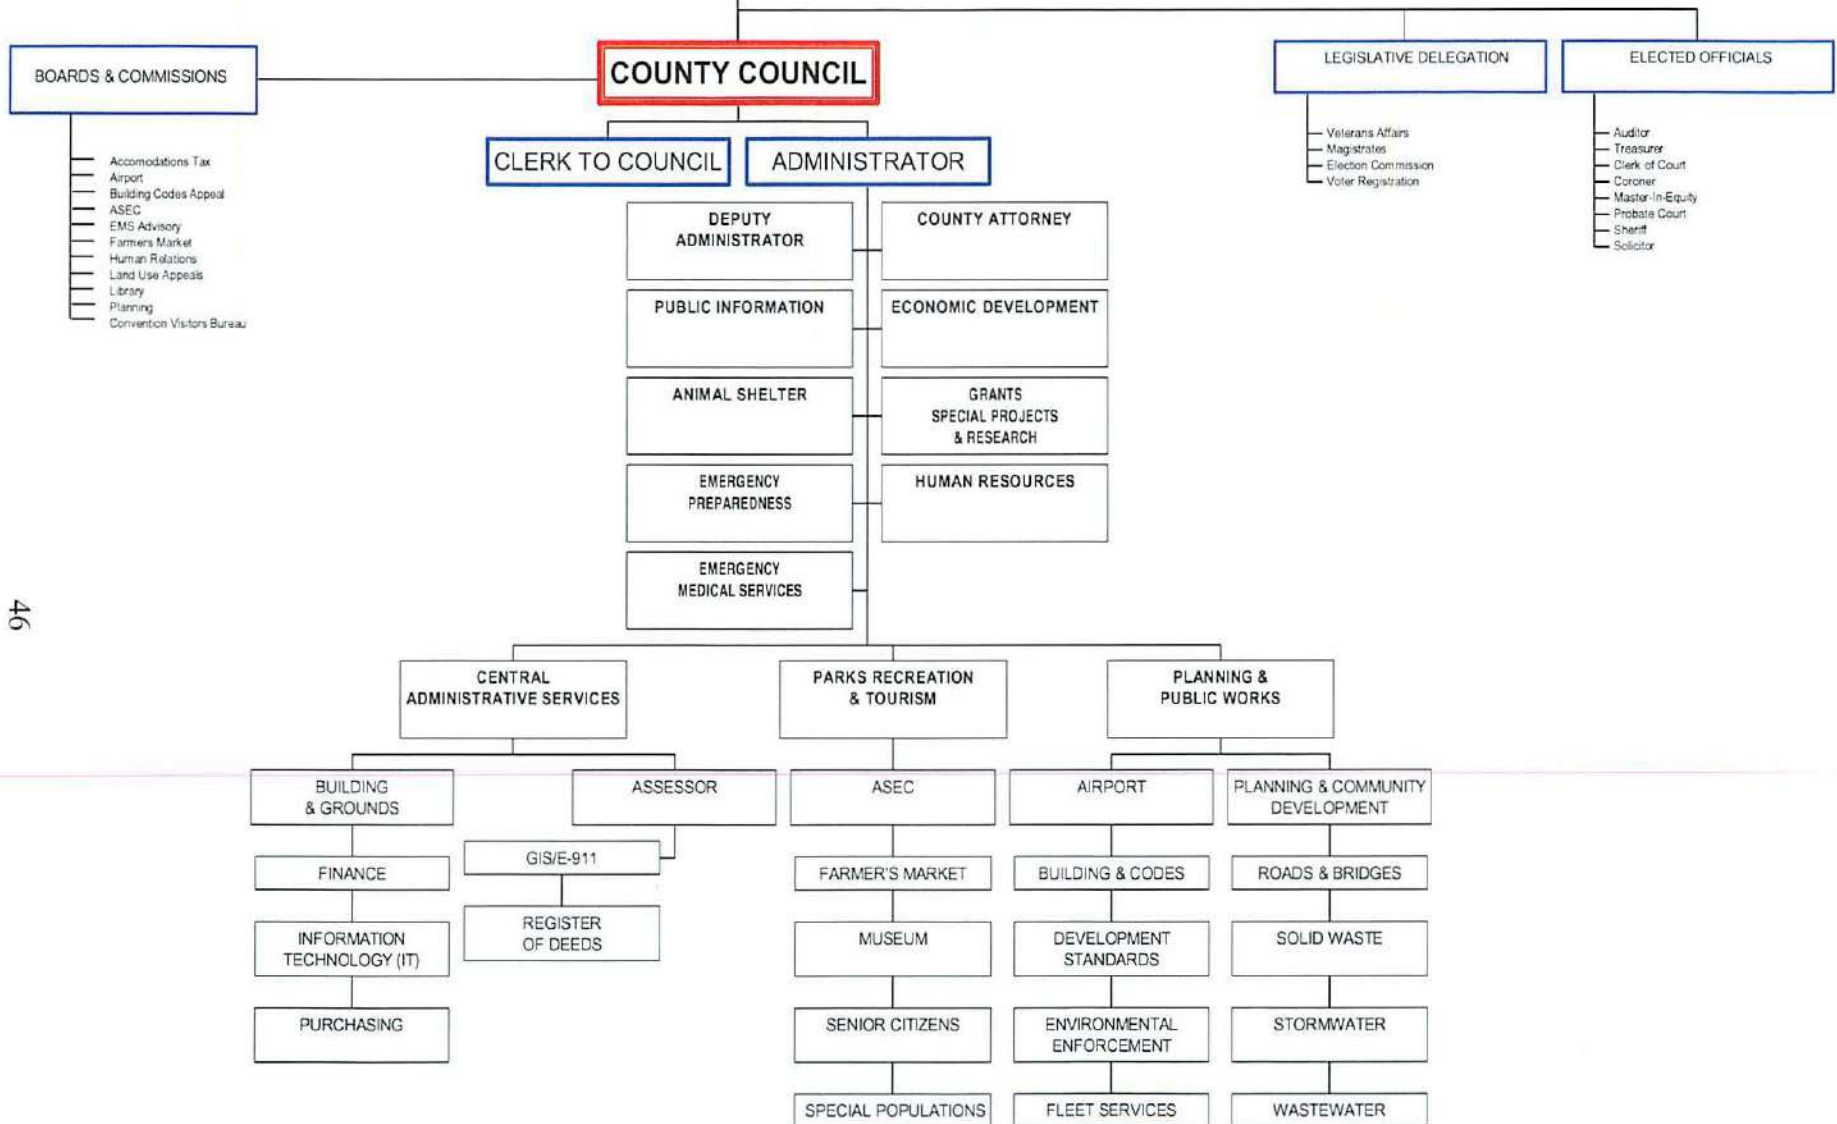 BOARDS & COMMISSIONS
Accomodations Tax
Airport
Building Codes Appeal
ASEC
EMS Advisory
Farmers Market
Human Relations
Land Use Appeals
Library
Planning
Convention Visitors Bureau
COUNTY COUNCIL
CLERK TO COUNCIL
ADMINISTRATOR
LEGISLATIVE DELEGATION
Veterans Affairs
Magistrates
Election Commission
Voter Registration
ELECTED OFFICIALS
Auditor
Treasurer
Clerk of Court
Coroner
Master-In-Equity
Probate Court
Sheriff
Solicitor
DEPUTY
ADMINISTRATOR
COUNTY ATTORNEY
PUBLIC INFORMATION
ECONOMIC DEVELOPMENT
ANIMAL SHELTER
GRANTS
SPECIAL PROJECTS
& RESEARCH
EMERGENCY
PREPAREDNESS
HUMAN RESOURCES
EMERGENCY
MEDICAL SERVICES
46
CENTRAL
ADMINISTRATIVE SERVICES
PARKS RECREATION
& TOURISM
PLANNING &
PUBLIC WORKS
BUILDING
& GROUNDS
FINANCE
INFORMATION
TECHNOLOGY (IT)
PURCHASING
ASSESSOR
GIS/E-911
REGISTER
OF DEEDS
ASEC
FARMER'S MARKET
MUSEUM
SENIOR CITIZENS
SPECIAL POPULATIONS
AIRPORT
BUILDING & CODES
DEVELOPMENT
STANDARDS
ENVIRONMENTAL
ENFORCEMENT
FLEET SERVICES
PLANNING & COMMUNITY
DEVELOPMENT
ROADS & BRIDGES
SOLID WASTE
STORMWATER
WASTEWATER